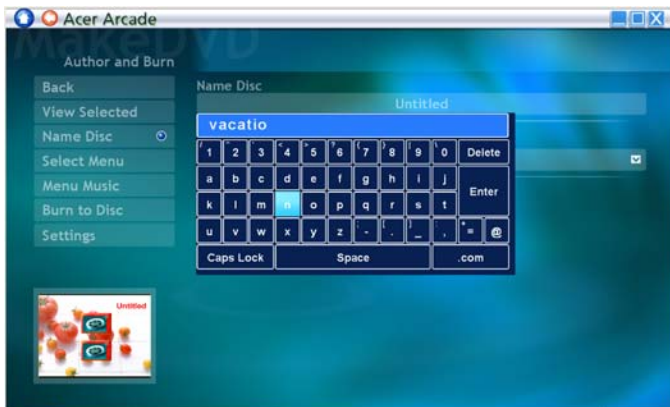 Acer Arcade
MakeDVD
Author and Burn
Back
View Selected
Name Disc
Select Menu
Menu Music
Burn to Disc
Settings
Untitled
Name Disc
Untitled
vacatio
1 2 3 4 5 6 7 8 9 0 Delete
a b c d e f g h i j
Enter
k l m n o p q r s t
u v w x y z - . _ , = @
Caps Lock Space .com